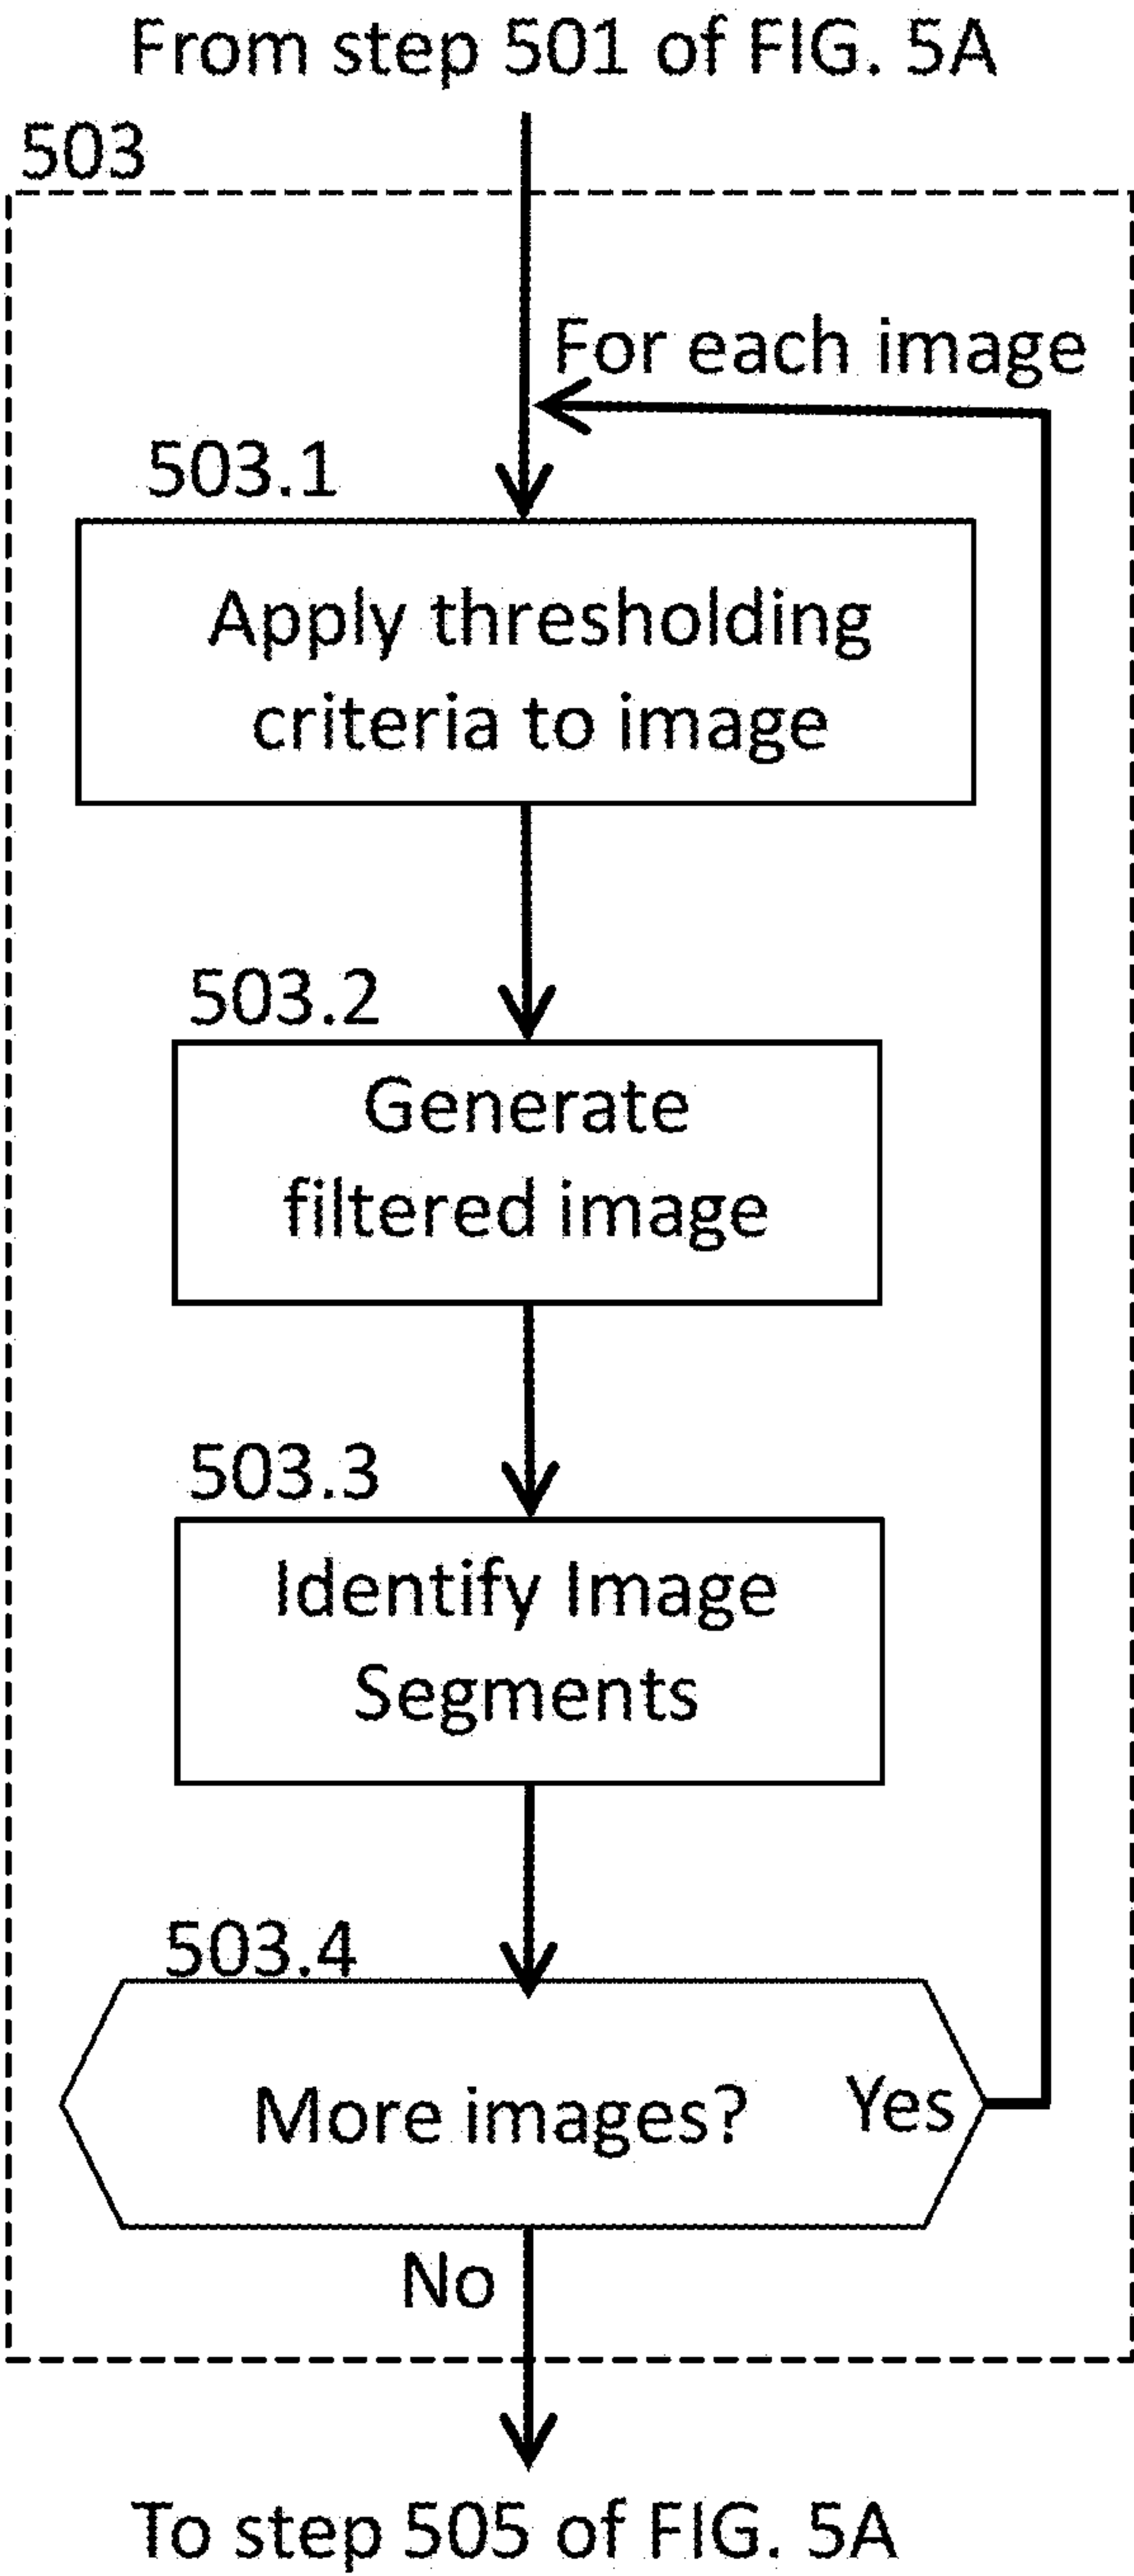 From step 501 of FIG. 5A
503
For each image
503.1
Apply thresholding
criteria to image
503.2
Generate
filtered image
503.3
Identify Image
Segments
503.4
More images?
Yes
No
To step 505 of FIG. 5A